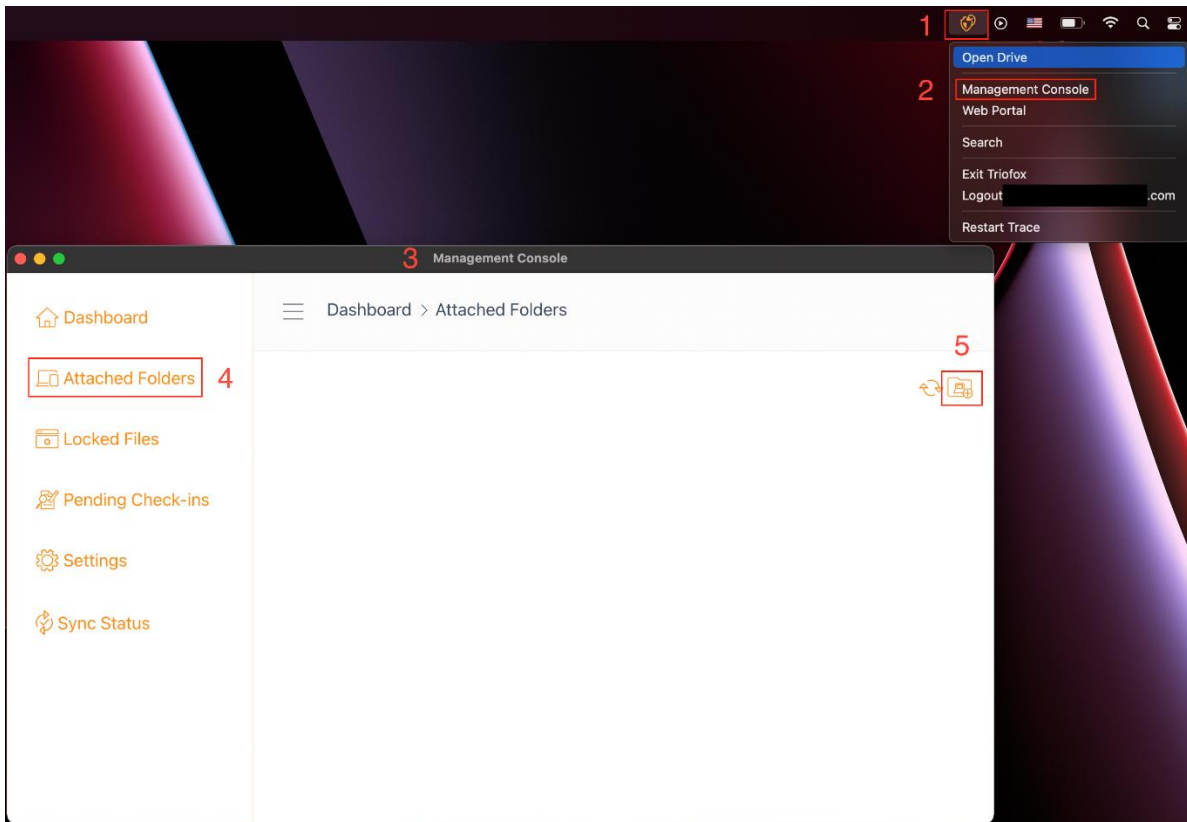 1
Open Drive
2
Management Console
Web Portal
Search
Exit Triofox
Logout .com
Restart Trace
3 Management Console
Dashboard
Dashboard > Attached Folders
5
Attached Folders 4
Locked Files
Pending Check-ins
Settings
Sync Status